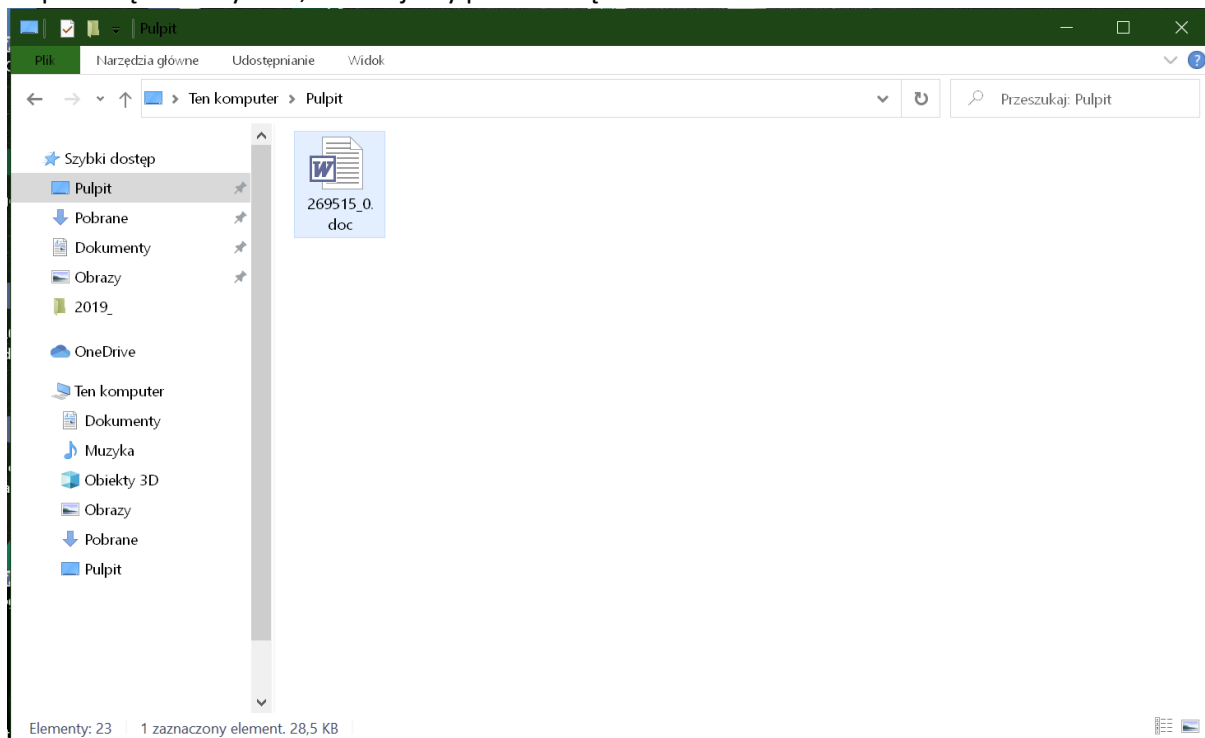 Pulpit
Plik Narzędzia główne Udostępnianie Widok
Ten komputer > Pulpit
Przeszukaj: Pulpit
Szybki dostęp
Pulpit
Pobrane
Dokumenty
Obrazy
2019_
OneDrive
Ten komputer
Dokumenty
Muzyka
Obiekty 3D
Obrazy
Pobrane
Pulpit
269515_0.
doc
Elementy: 23 1 zaznaczony element. 28,5 KB